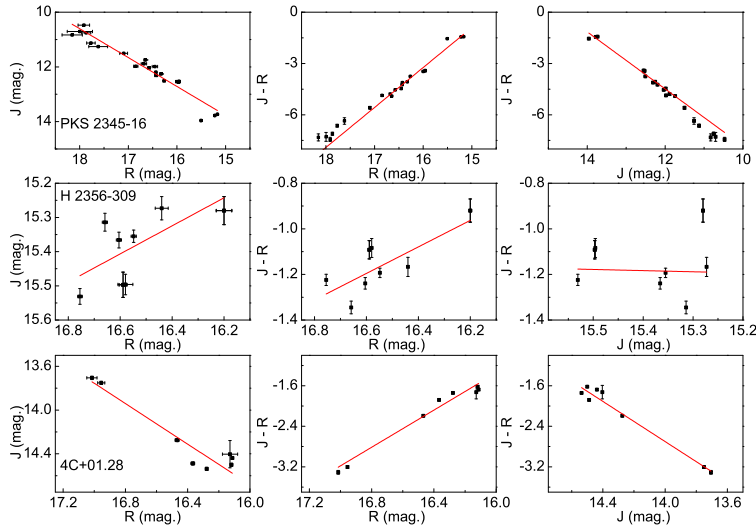 10
12
14
J (mag.)
PKS 2345-16
18 17 16 15
R (mag.)
0
-3
-6
J - R
18 17 16 15
R (mag.)
0
-3
-6
J - R
14 13 12 11 10
J (mag.)
15.2
15.3
15.4
15.5
15.6
J (mag.)
H 2356-309
16.8 16.6 16.4 16.2
R (mag.)
-0.8
-1.0
-1.2
-1.4
J - R
16.8 16.6 16.4 16.2
R (mag.)
-0.8
-1.0
-1.2
-1.4
J - R
15.5 15.4 15.3 15.2
J (mag.)
13.6
14.0
14.4
J (mag.)
4C+01.28
17.2 16.8 16.4 16.0
R (mag.)
-1.6
-2.4
-3.2
J - R
17.2 16.8 16.4 16.0
R (mag.)
-1.6
-2.4
-3.2
J - R
14.4 14.0 13.6
J (mag.)